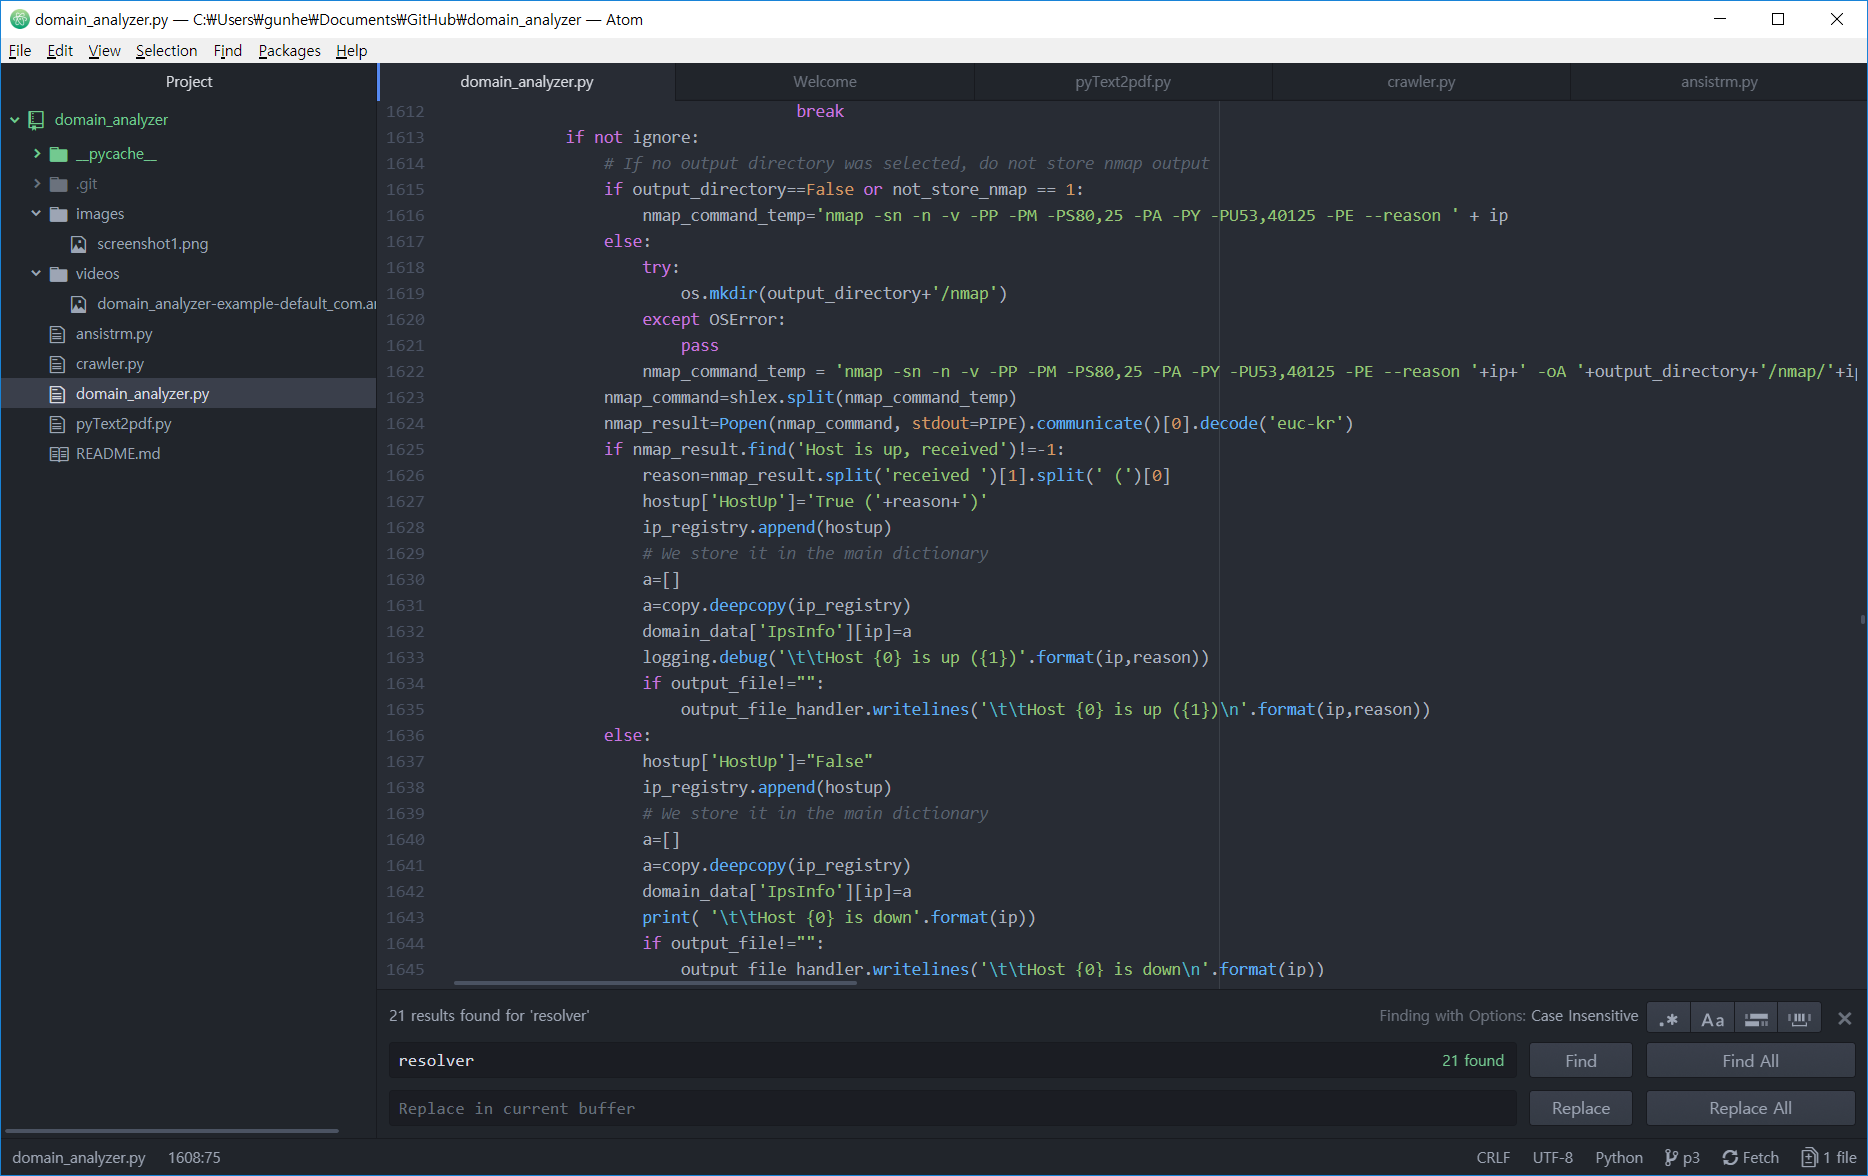 domain_analyzer.py — C:₩Users₩gunhe₩Documents₩GitHub₩domain_analyzer — Atom
File Edit View Selection Find Packages Help
Project
domain_analyzer
__pycache__
.git
images
screenshot1.png
videos
domain_analyzer-example-default_com.ar
ansistrm.py
crawler.py
domain_analyzer.py
pyText2pdf.py
README.md
domain_analyzer.py Welcome pyText2pdf.py crawler.py ansistrm.py
1612 break
1613 if not ignore:
1614 # If no output directory was selected, do not store nmap output
1615 if output_directory==False or not_store_nmap == 1:
1616 nmap_command_temp='nmap -sn -n -v -PP -PM -PS80,25 -PA -PY -PU53,40125 -PE --reason ' + ip
1617 else:
1618 try:
1619 os.mkdir(output_directory+'/nmap')
1620 except OSError:
1621 pass
1622 nmap_command_temp = 'nmap -sn -n -v -PP -PM -PS80,25 -PA -PY -PU53,40125 -PE --reason '+ip+' -oA '+output_directory+'/nmap/'+ip
1623 nmap_command=shlex.split(nmap_command_temp)
1624 nmap_result=Popen(nmap_command, stdout=PIPE).communicate()[0].decode('euc-kr')
1625 if nmap_result.find('Host is up, received')!=-1:
1626 reason=nmap_result.split('received ')[1].split(' (')[0]
1627 hostup['HostUp']='True ('+reason+')'
1628 ip_registry.append(hostup)
1629 # We store it in the main dictionary
1630 a=[]
1631 a=copy.deepcopy(ip_registry)
1632 domain_data['IpsInfo'][ip]=a
1633 logging.debug('\t\tHost {0} is up ({1})'.format(ip,reason))
1634 if output_file!="":
1635 output_file_handler.writelines('\t\tHost {0} is up ({1})\n'.format(ip,reason))
1636 else:
1637 hostup['HostUp']="False"
1638 ip_registry.append(hostup)
1639 # We store it in the main dictionary
1640 a=[]
1641 a=copy.deepcopy(ip_registry)
1642 domain_data['IpsInfo'][ip]=a
1643 print( '\t\tHost {0} is down'.format(ip))
1644 if output_file!="":
1645 output_file_handler.writelines('\t\tHost {0} is down\n'.format(ip))
21 results found for 'resolver' Finding with Options: Case Insensitive .* Aa
resolver 21 found Find Find All
Replace in current buffer Replace Replace All
domain_analyzer.py 1608:75 CRLF UTF-8 Python p3 Fetch 1 file